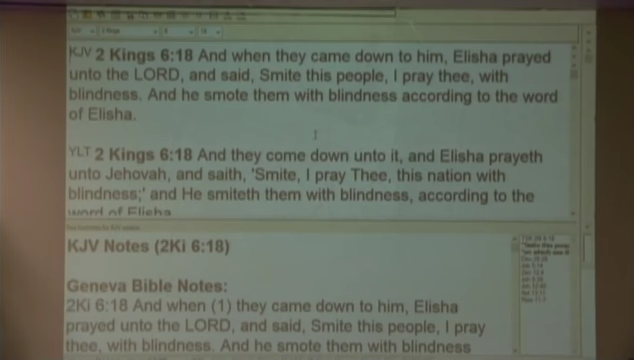 KJV 2 Kings 6:18 And when they came down to him, Elisha prayed
unto the LORD, and said, Smite this people, I pray thee, with
blindness. And he smote them with blindness according to the word
of Elisha.
YLT 2 Kings 6:18 And they come down unto it, and Elisha prayeth
unto Jehovah, and saith, 'Smite, I pray Thee, this nation with
blindness;' and He smiteth them with blindness, according to the
word of Elisha
KJV Notes (2Ki 6:18)
Geneva Bible Notes:
2Ki 6:18 And when (1) they came down to him, Elisha
prayed unto the LORD, and said, Smite this people, I pray
thee, with blindness. And he smote them with blindness